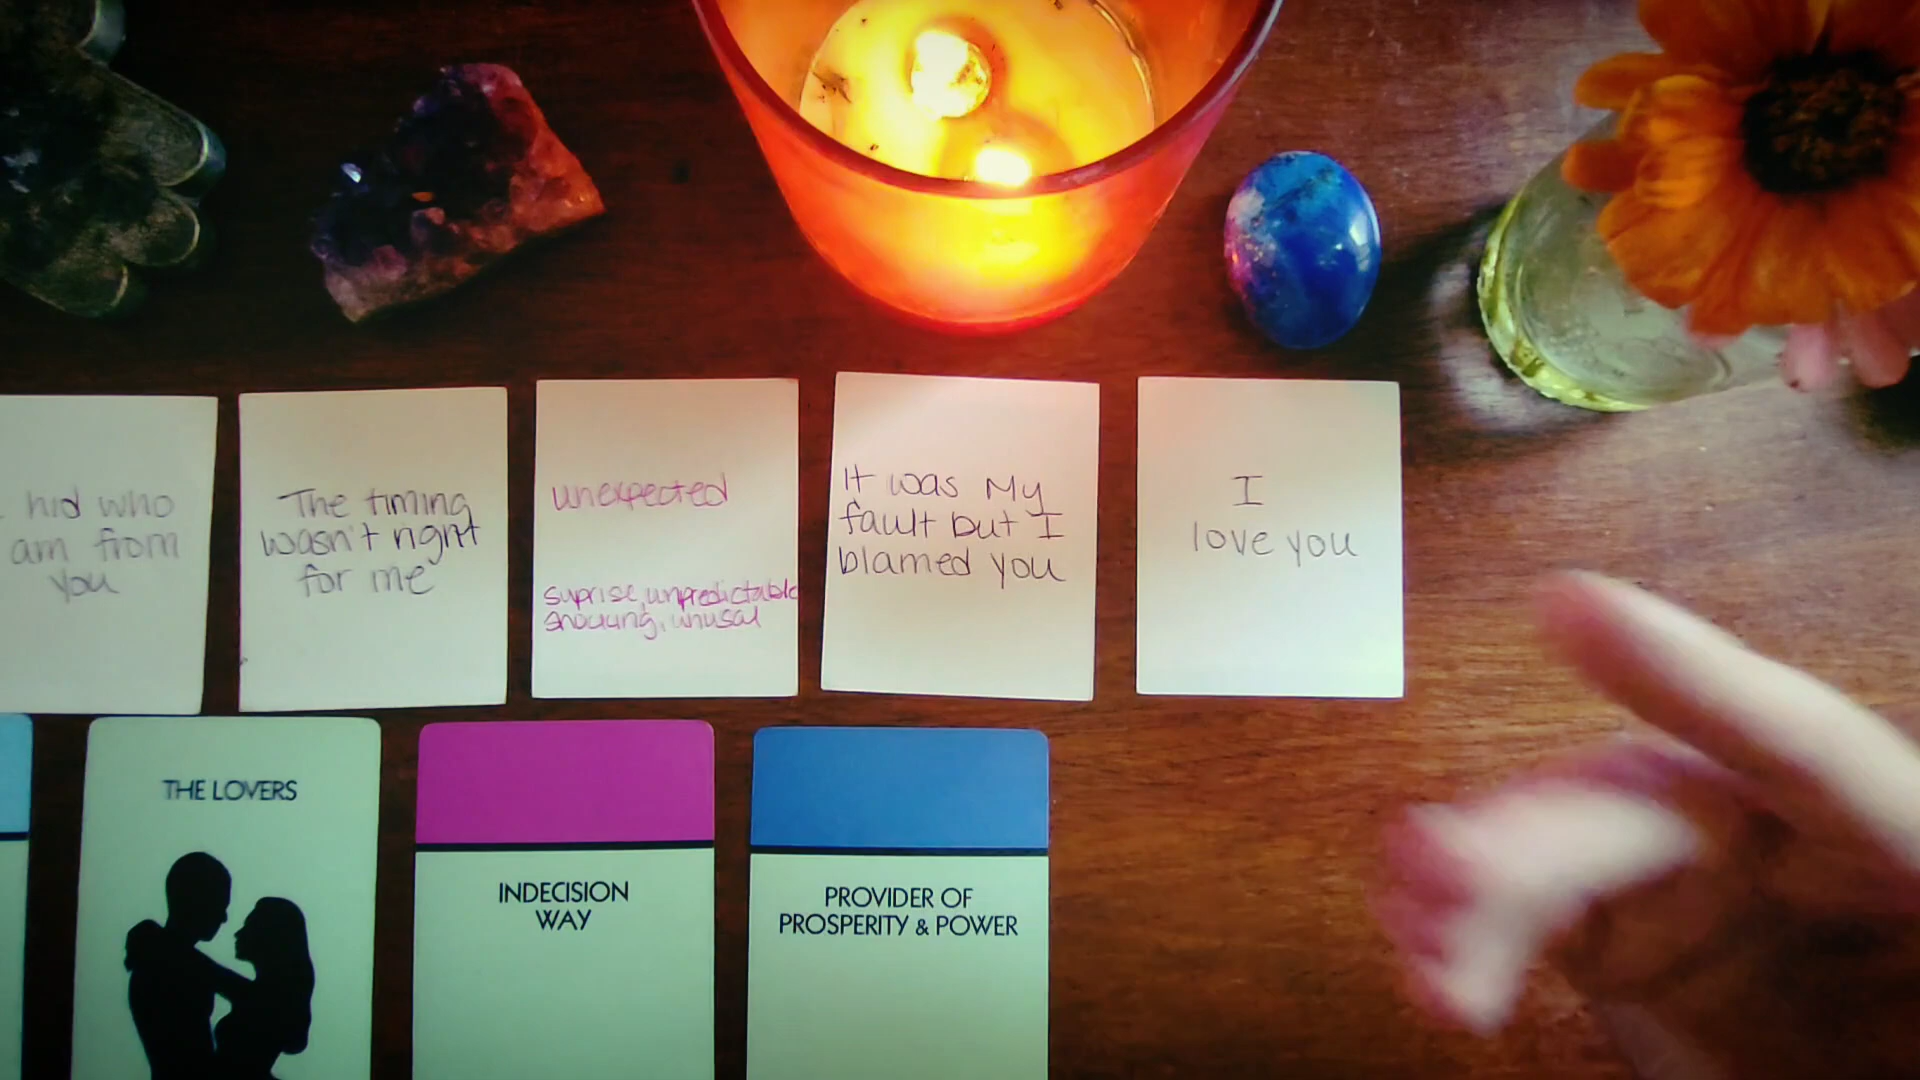 hid who
am from
you
The timing
wasn't right
for me
unexpected
suprise, unpredictable
shocking, unusal
It was My
fault but I
blamed you
I
love you
THE LOVERS
INDECISION
WAY
PROVIDER OF
PROSPERITY & POWER